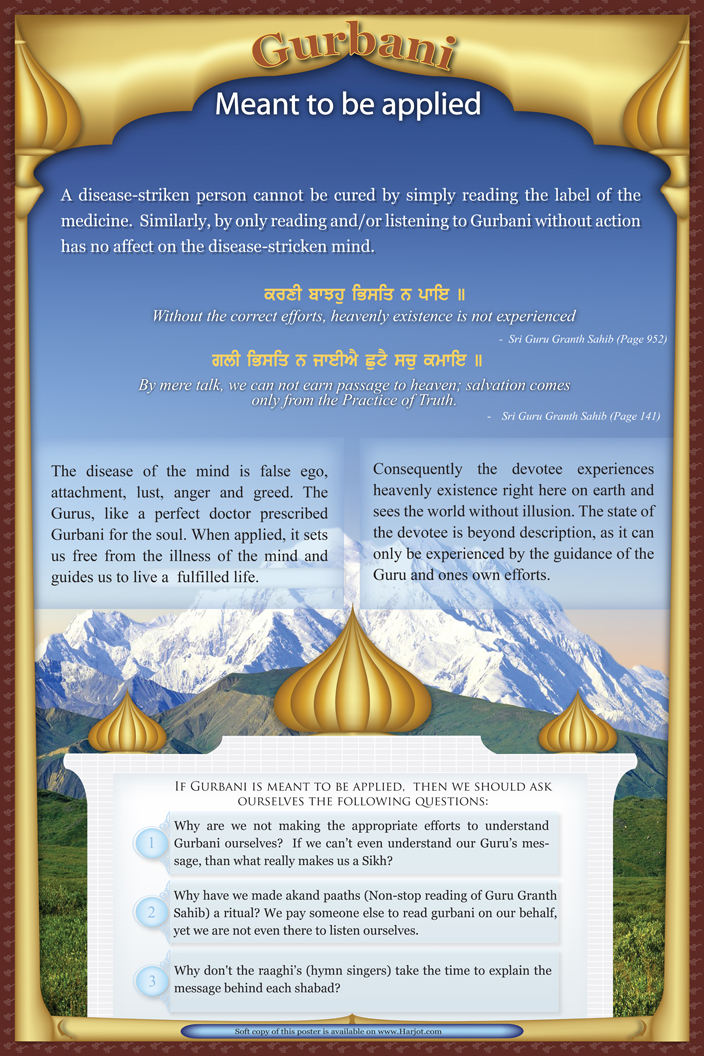 Gurbani
Meant to be applied
A disease-striken person cannot be cured by simply reading the label of the
medicine. Similarly, by only reading and/or listening to Gurbani without action
has no affect on the disease-stricken mind.
ਕਰਣੀ ਬਾਝਹੁ ਭਿਸਤਿ ਨ ਪਾਇ ॥
Without the correct efforts, heavenly existence is not experienced
- Sri Guru Granth Sahib (Page 952)
ਗਲੀ ਭਿਸਤਿ ਨ ਜਾਈਐ ਛੁਟੈ ਸਚੁ ਕਮਾਇ ॥
By mere talk, we can not earn passage to heaven; salvation comes
only from the Practice of Truth.
- Sri Guru Granth Sahib (Page 141)
The disease of the mind is false ego,
attachment, lust, anger and greed. The
Gurus, like a perfect doctor prescribed
Gurbani for the soul. When applied, it sets
us free from the illness of the mind and
guides us to live a fulfilled life.
Consequently the devotee experiences
heavenly existence right here on earth and
sees the world without illusion. The state of
the devotee is beyond description, as it can
only be experienced by the guidance of the
Guru and ones own efforts.
If Gurbani is meant to be applied, then we should ask
ourselves the following questions:
1
Why are we not making the appropriate efforts to understand
Gurbani ourselves? If we can't even understand our Guru's mes-
sage, than what really makes us a Sikh?
2
Why have we made akand paaths (Non-stop reading of Guru Granth
Sahib) a ritual? We pay someone else to read gurbani on our behalf,
yet we are not even there to listen ourselves.
3
Why don't the raaghi's (hymn singers) take the time to explain the
message behind each shabad?
Soft copy of this poster is available on www.Harjot.com